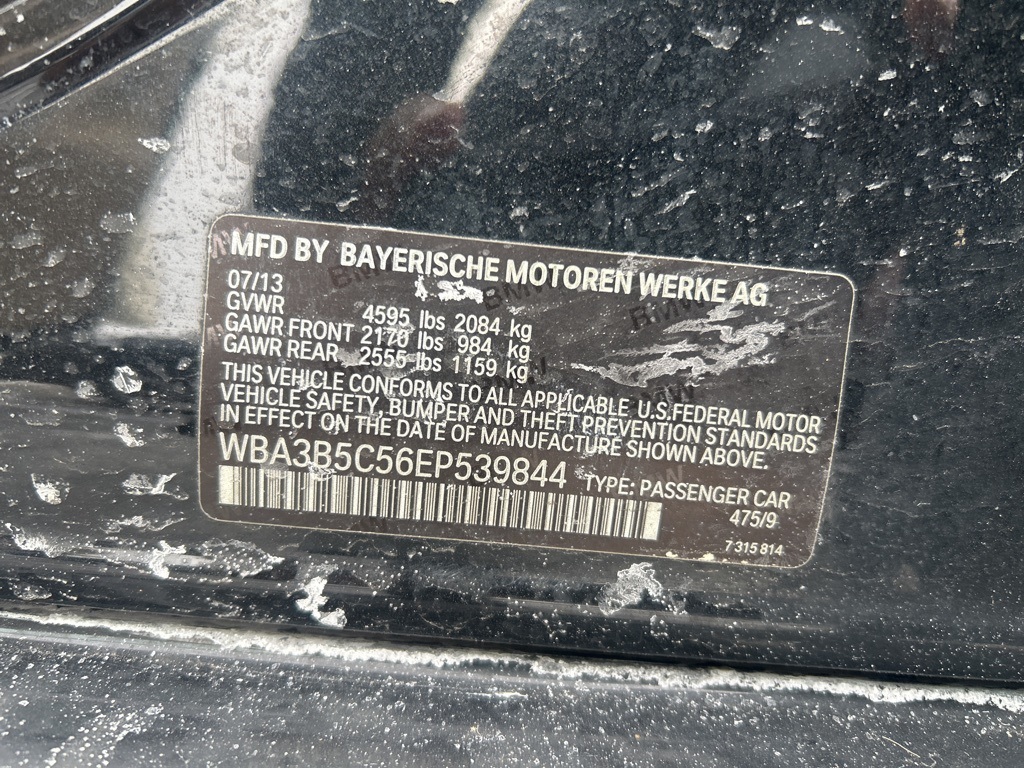 MFD BY BAYERISCHE MOTOREN WERKE AG
07/13
GVWR 4595 lbs 2084 kg
GAWR FRONT 2170 lbs 984 kg
GAWR REAR 2555 lbs 1159 kg
THIS VEHICLE CONFORMS TO ALL APPLICABLE U.S.FEDERAL MOTOR
VEHICLE SAFETY, BUMPER AND THEFT PREVENTION STANDARDS
IN EFFECT ON THE DATE OF MANUFACTURE SHOWN ABOVE.
WBA3B5C56EP539844 TYPE: PASSENGER CAR
475/9
7 315 814